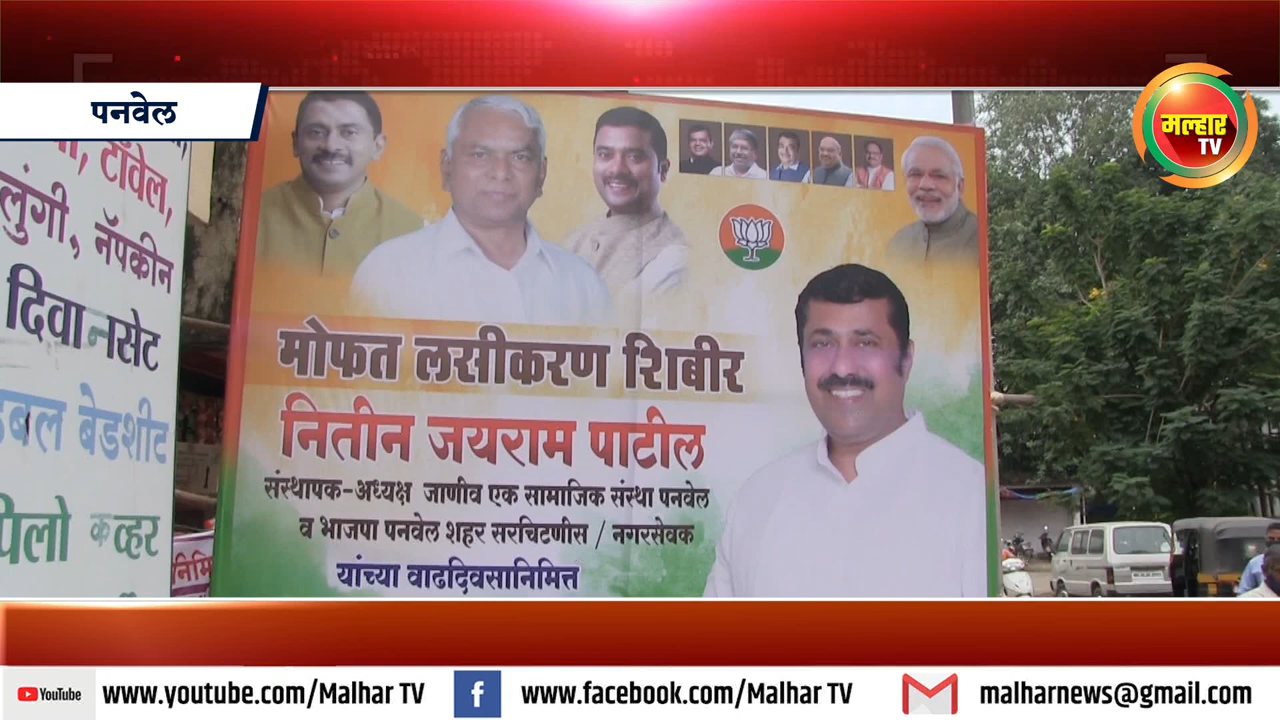 पनवेल
मल्हार
TV
टॉवेल,
लुंगी, नॅपकीन
दिवानसेट
बेडशीट
पिलो कव्हर
मोफत लसीकरण शिबीर
नितीन जयराम पाटील
संस्थापक-अध्यक्ष जाणीव एक सामाजिक संस्था पनवेल
व भाजपा पनवेल शहर सरचिटणीस / नगरसेवक
यांच्या वाढदिवसानिमित्त
YouTube www.youtube.com/Malhar TV
f www.facebook.com/Malhar TV
malharnews@gmail.com